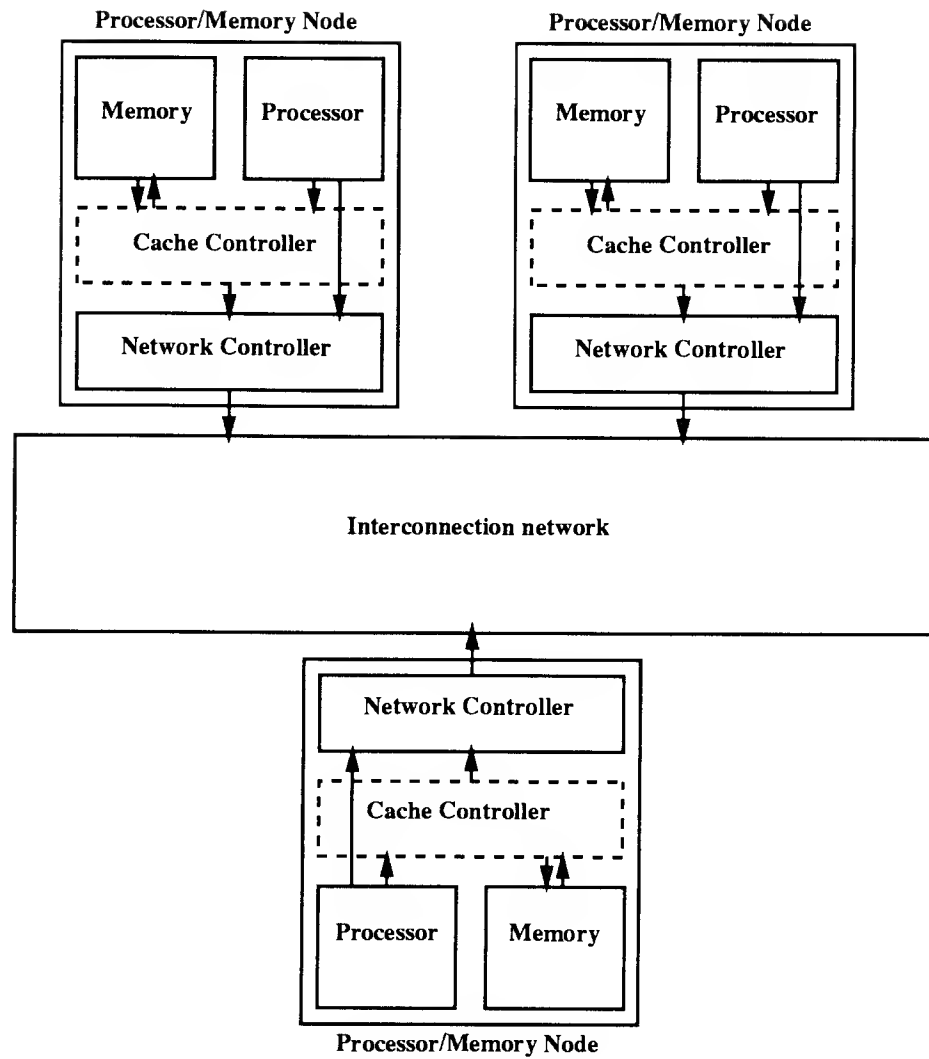 Processor/Memory Node
Processor/Memory Node
Memory
Processor
Memory
Processor
Cache Controller
Cache Controller
Network Controller
Network Controller
Interconnection network
Network Controller
Cache Controller
Processor
Memory
Processor/Memory Node